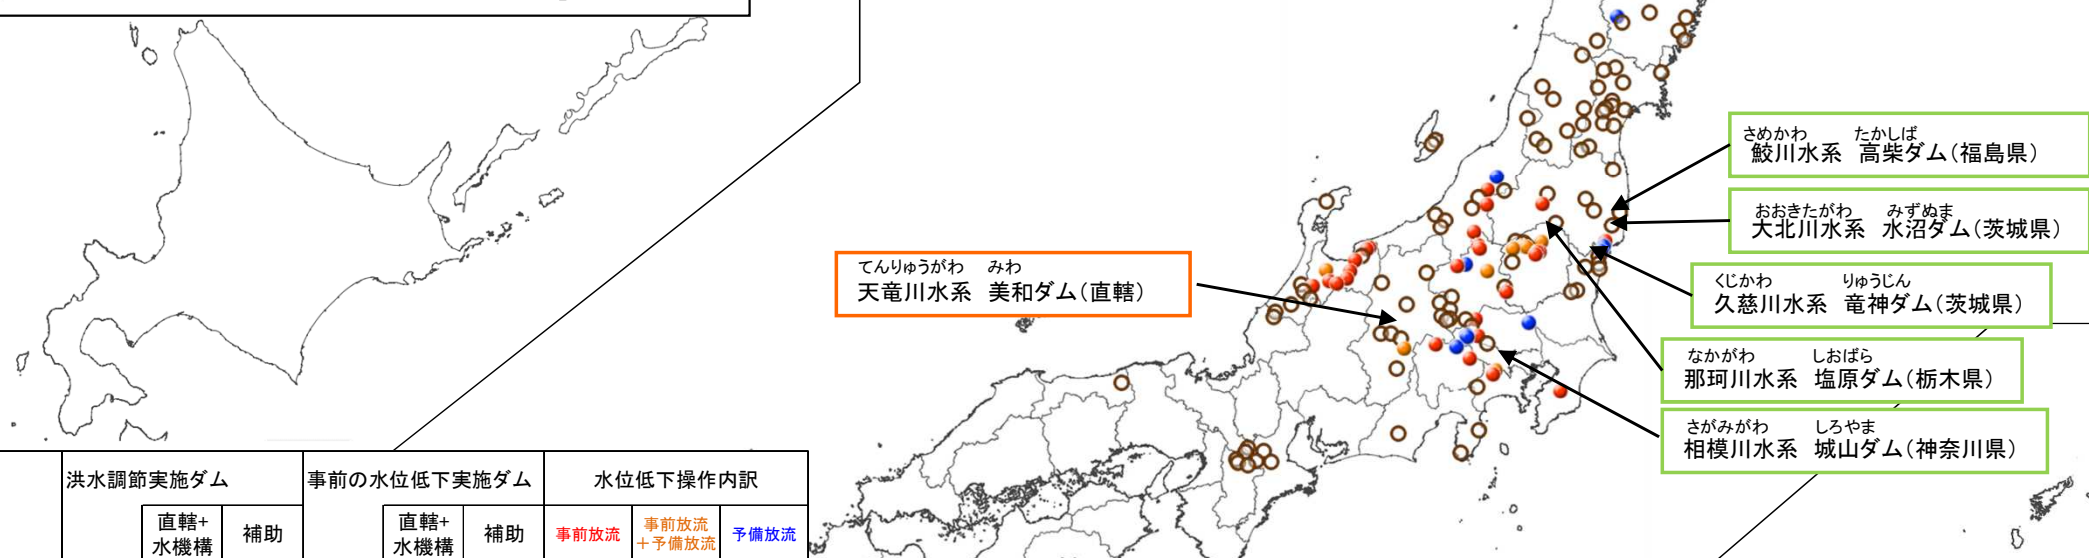 さめかわ たかしば
鮫川水系 高柴ダム(福島県)
おおきたがわ みずぬま
大北川水系 水沼ダム(茨城県)
てんりゅうがわ みわ
天竜川水系 美和ダム(直轄)
くじかわ りゅうじん
久慈川水系 竜神ダム(茨城県)
なかがわ しおばら
那珂川水系 塩原ダム(栃木県)
さがみがわ しろやま
相模川水系 城山ダム(神奈川県)
洪水調節実施ダム 事前の水位低下実施ダム 水位低下操作内訳
直轄+
水機構
補助
直轄+
水機構
補助
事前放流
事前放流
+予備放流
予備放流